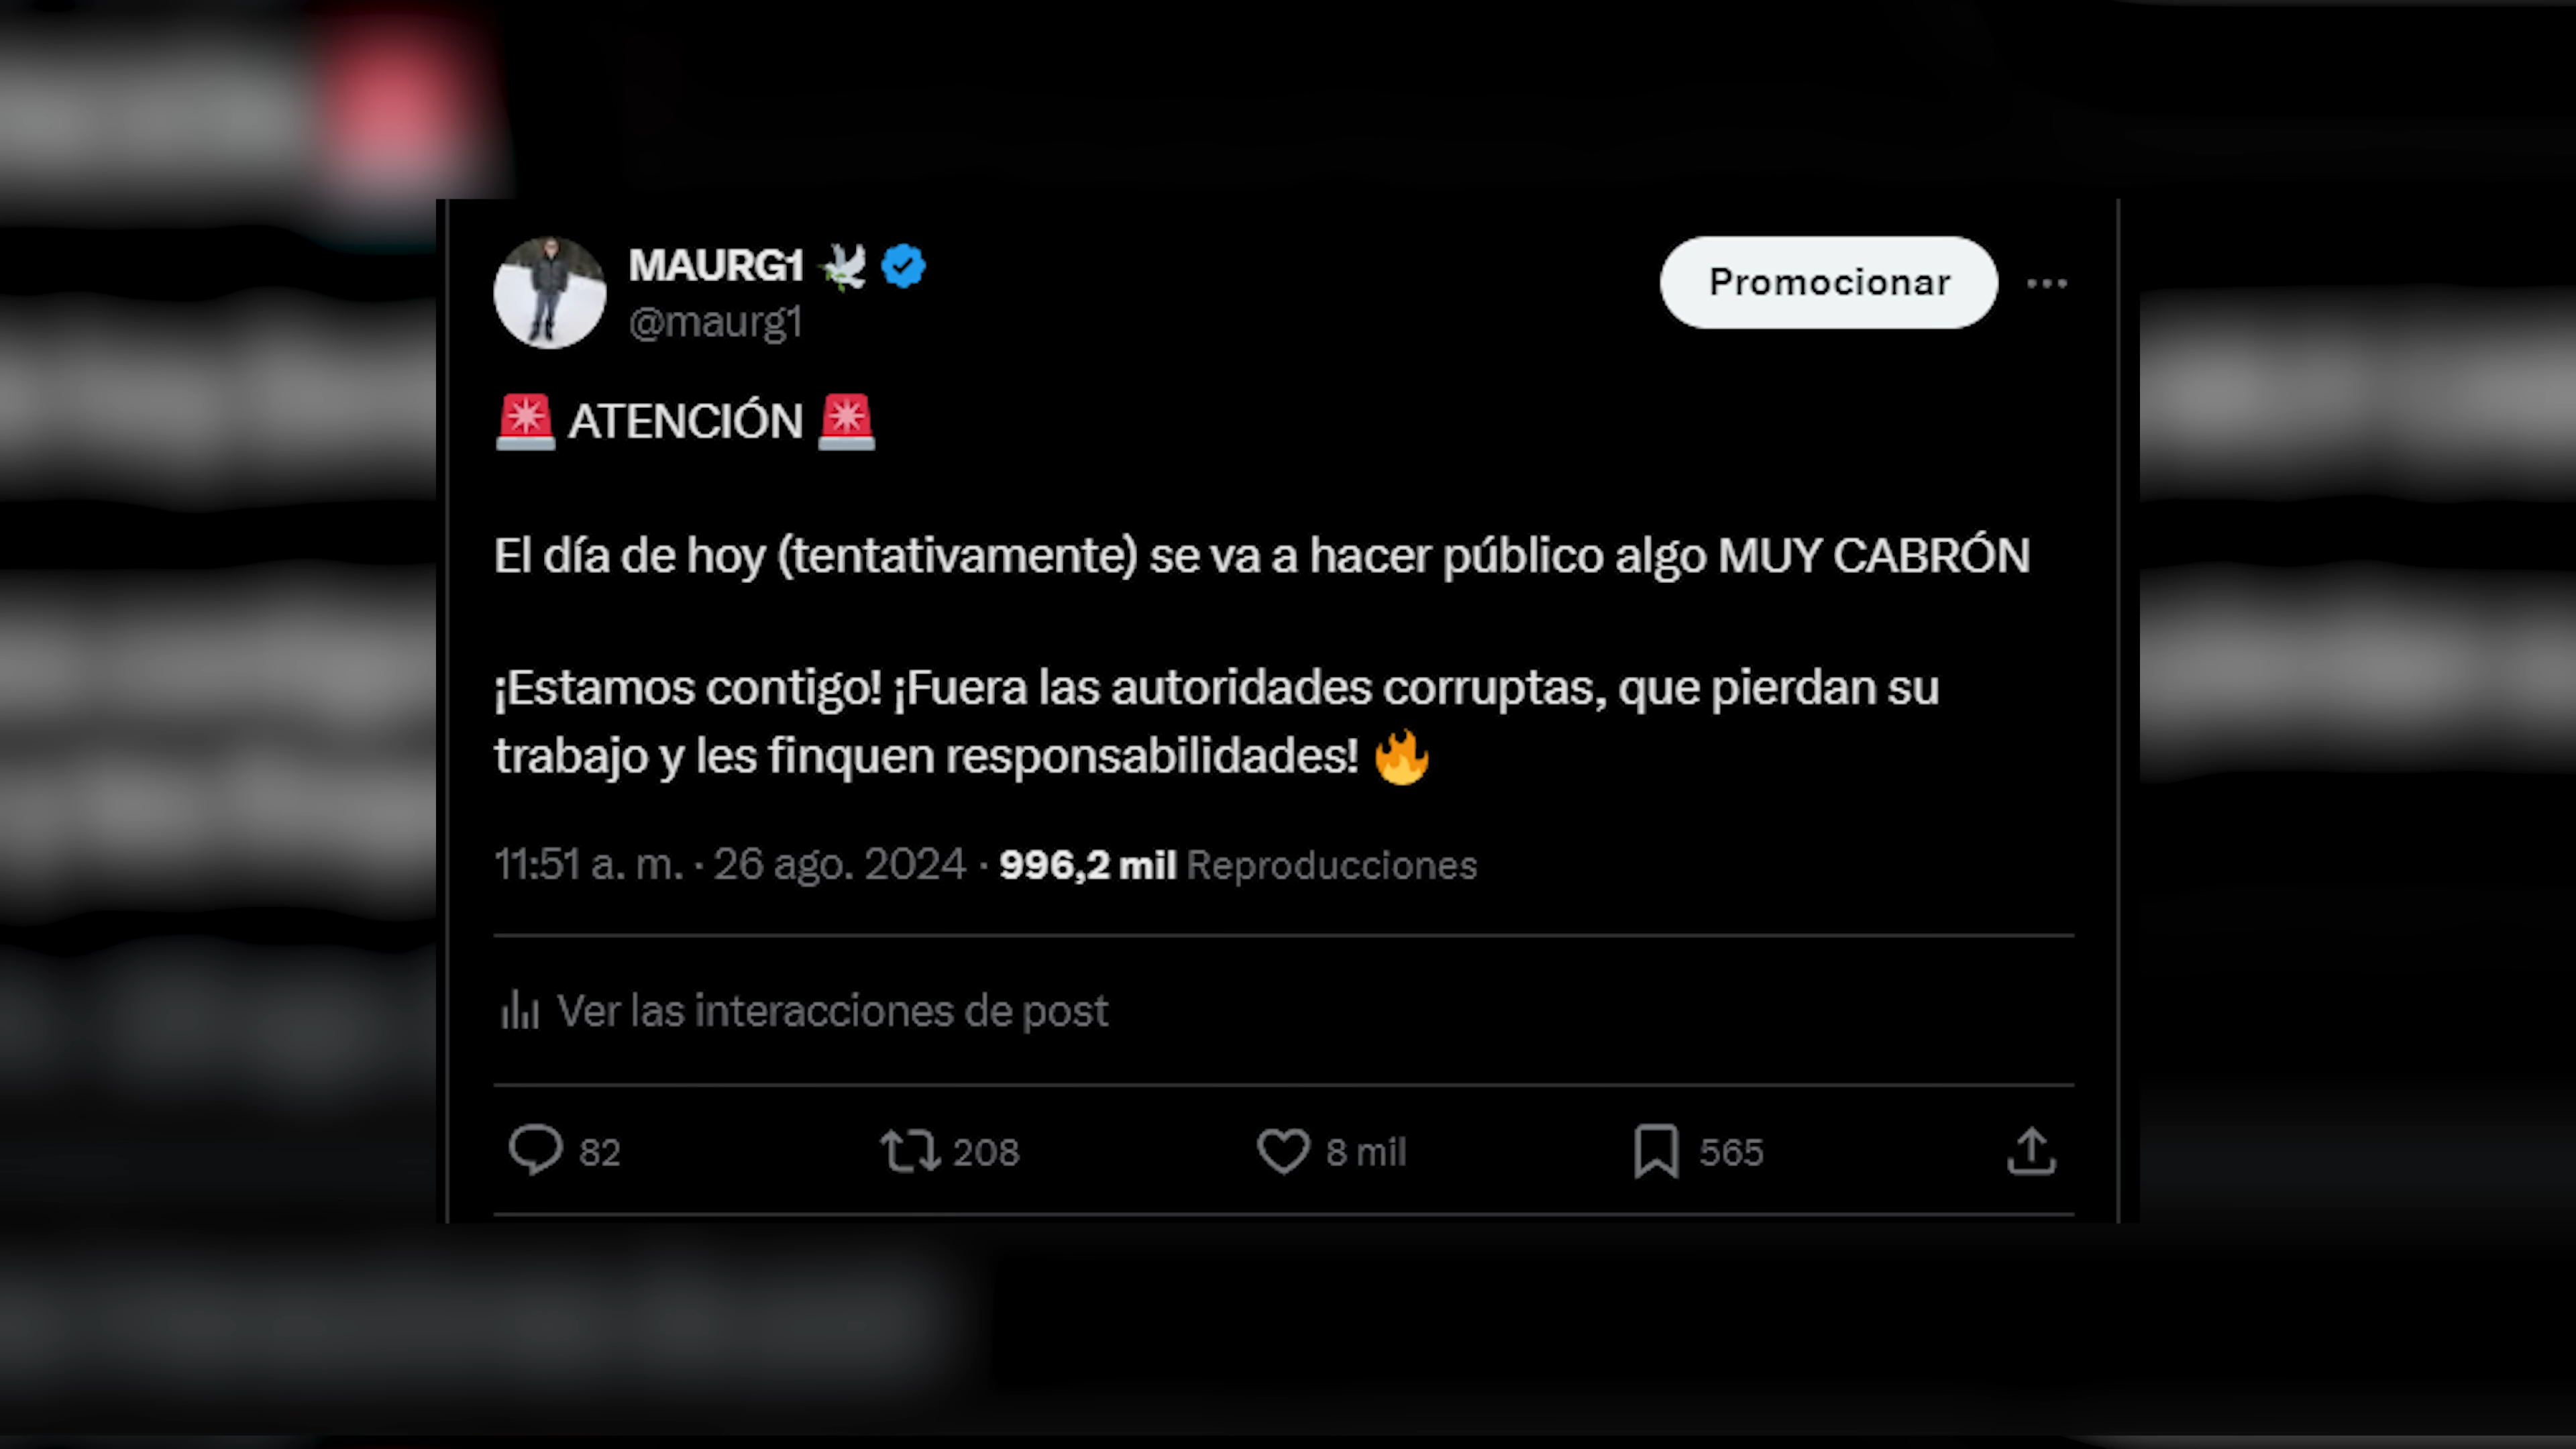 MAURG1 🕊️
@maurg1
Promocionar
🚨 ATENCIÓN 🚨
El día de hoy (tentativamente) se va a hacer público algo MUY CABRÓN
¡Estamos contigo! ¡Fuera las autoridades corruptas, que pierdan su
trabajo y les finquen responsabilidades! 🔥
11:51 a. m. · 26 ago. 2024 · 996,2 mil Reproducciones
Ver las interacciones de post
82 208 8 mil 565